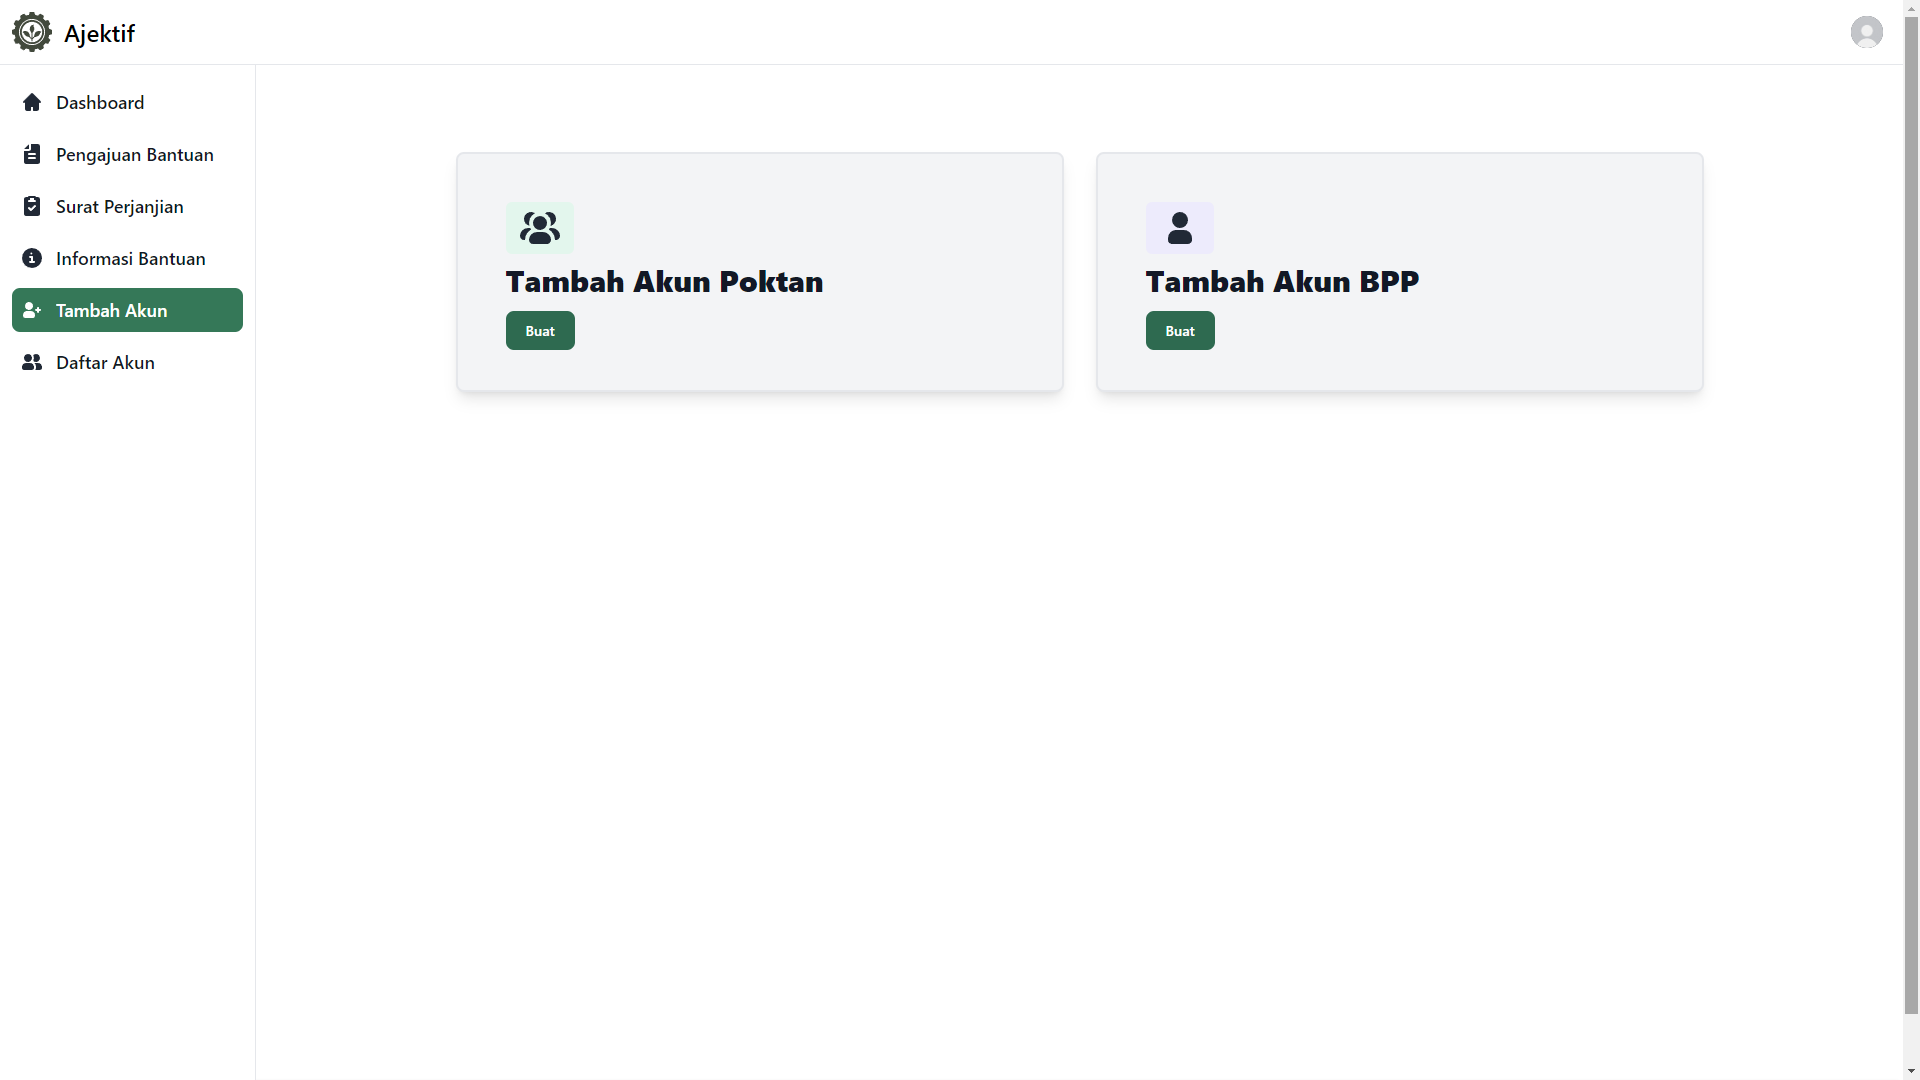 Ajektif
Dashboard
Pengajuan Bantuan
Surat Perjanjian
Informasi Bantuan
Tambah Akun
Daftar Akun
Tambah Akun Poktan
Buat
Tambah Akun BPP
Buat